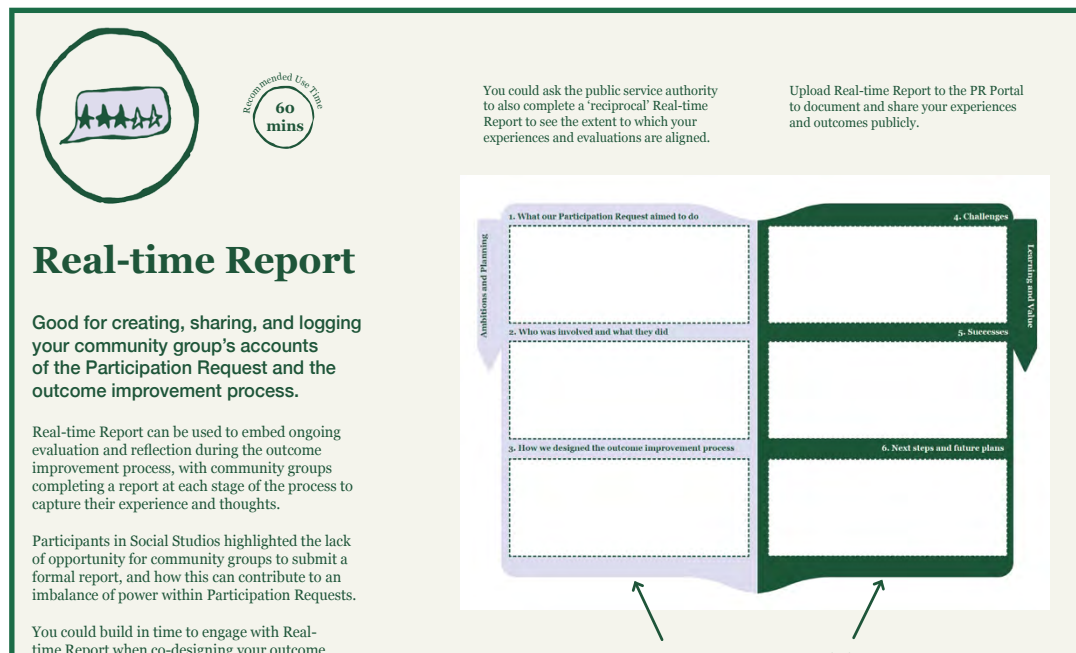 Recommended Use Time
60
mins
Real-time Report
Good for creating, sharing, and logging
your community group's accounts
of the Participation Request and the
outcome improvement process.
Real-time Report can be used to embed ongoing
evaluation and reflection during the outcome
improvement process, with community groups
completing a report at each stage of the process to
capture their experience and thoughts.
Participants in Social Studios highlighted the lack
of opportunity for community groups to submit a
formal report, and how this can contribute to an
imbalance of power within Participation Requests.
You could build in time to engage with Real-
time Report when co-designing your outcome
You could ask the public service authority
to also complete a ‘reciprocal’ Real-time
Report to see the extent to which your
experiences and evaluations are aligned.
Upload Real-time Report to the PR Portal
to document and share your experiences
and outcomes publicly.
Ambitions and Planning
1. What our Participation Request aimed to do
2. Who was involved and what they did
3. How we designed the outcome improvement process
4. Challenges
5. Successes
6. Next steps and future plans
Learning and Value